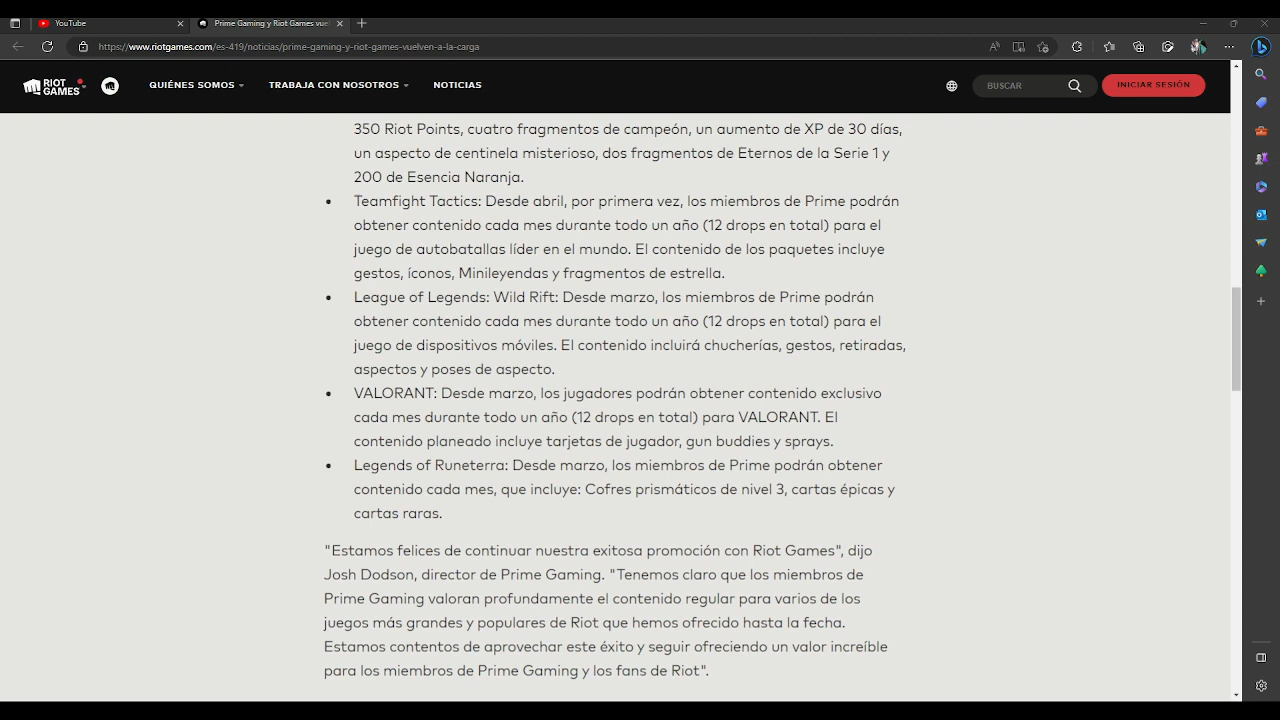 YouTube
Prime Gaming y Riot Games vuel
https://www.riotgames.com/es-419/noticias/prime-gaming-y-riot-games-vuelven-a-la-carga
RIOT GAMES
QUIÉNES SOMOS
TRABAJA CON NOSOTROS
NOTICIAS
BUSCAR
INICIAR SESIÓN
350 Riot Points, cuatro fragmentos de campeón, un aumento de XP de 30 días,
un aspecto de centinela misterioso, dos fragmentos de Eternos de la Serie 1 y
200 de Esencia Naranja.
• Teamfight Tactics: Desde abril, por primera vez, los miembros de Prime podrán
obtener contenido cada mes durante todo un año (12 drops en total) para el
juego de autobatallas líder en el mundo. El contenido de los paquetes incluye
gestos, íconos, Minileyendas y fragmentos de estrella.
• League of Legends: Wild Rift: Desde marzo, los miembros de Prime podrán
obtener contenido cada mes durante todo un año (12 drops en total) para el
juego de dispositivos móviles. El contenido incluirá chucherías, gestos, retiradas,
aspectos y poses de aspecto.
• VALORANT: Desde marzo, los jugadores podrán obtener contenido exclusivo
cada mes durante todo un año (12 drops en total) para VALORANT. El
contenido planeado incluye tarjetas de jugador, gun buddies y sprays.
• Legends of Runeterra: Desde marzo, los miembros de Prime podrán obtener
contenido cada mes, que incluye: Cofres prismáticos de nivel 3, cartas épicas y
cartas raras.
"Estamos felices de continuar nuestra exitosa promoción con Riot Games", dijo
Josh Dodson, director de Prime Gaming. "Tenemos claro que los miembros de
Prime Gaming valoran profundamente el contenido regular para varios de los
juegos más grandes y populares de Riot que hemos ofrecido hasta la fecha.
Estamos contentos de aprovechar este éxito y seguir ofreciendo un valor increíble
para los miembros de Prime Gaming y los fans de Riot".